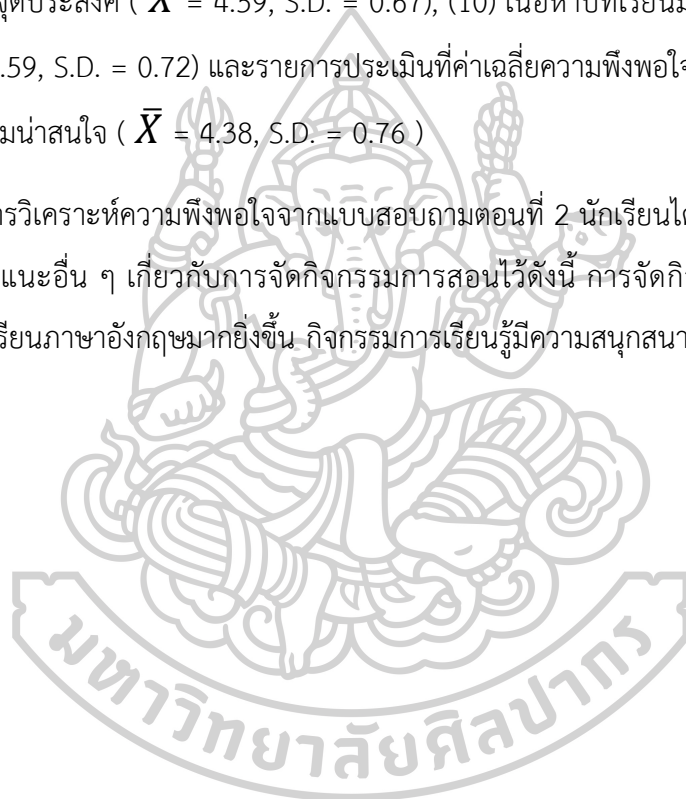 จุดประสงค์ ( X̄ = 4.59, S.D. = 0.67), (10) เนื้อหาบทเรียนม
.59, S.D. = 0.72) และรายการประเมินที่ค่าเฉลี่ยความพึงพอใจ
มน่าสนใจ ( X̄ = 4.38, S.D. = 0.76 )
ารวิเคราะห์ความพึงพอใจจากแบบสอบถามตอนที่ 2 นักเรียนได
แนะอื่น ๆ เกี่ยวกับการจัดกิจกรรมการสอนไว้ดังนี้ การจัดกิ
รียนภาษาอังกฤษมากยิ่งขึ้น กิจกรรมการเรียนรู้มีความสนุกสนา
มหาวิทยาลัยศิลปากร